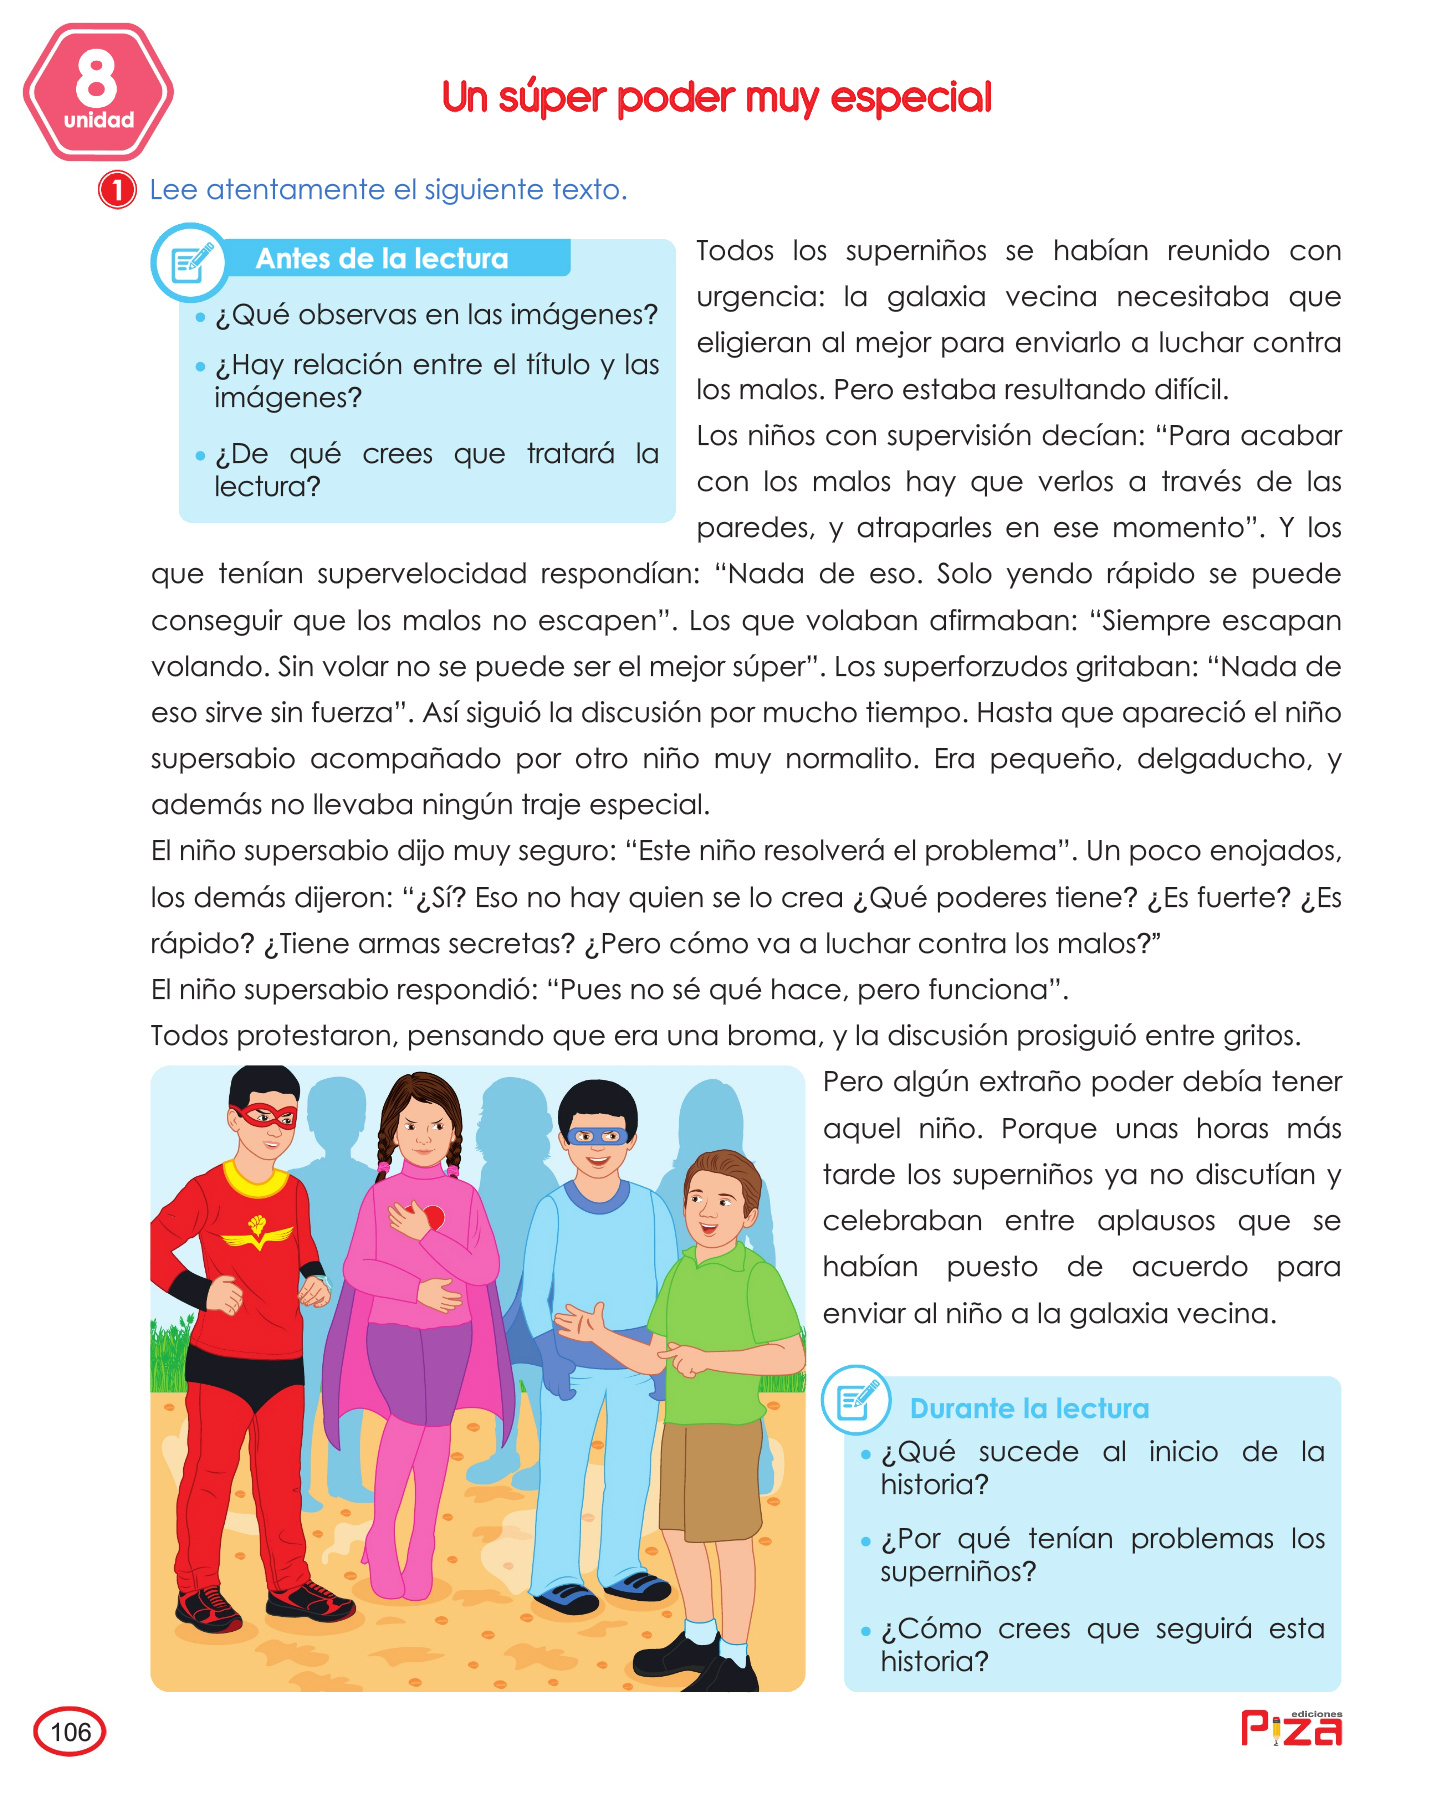 8
unidad
Un súper poder muy especial
1 Lee atentamente el siguiente texto.
Antes de la lectura
• ¿Qué observas en las imágenes?
• ¿Hay relación entre el título y las
imágenes?
• ¿De qué crees que tratará la
lectura?
Todos los superniños se habían reunido con
urgencia: la galaxia vecina necesitaba que
eligieran al mejor para enviarlo a luchar contra
los malos. Pero estaba resultando difícil.
Los niños con supervisión decían: “Para acabar
con los malos hay que verlos a través de las
paredes, y atraparles en ese momento”. Y los
que tenían supervelocidad respondían: “Nada de eso. Solo yendo rápido se puede
conseguir que los malos no escapen”. Los que volaban afirmaban: “Siempre escapan
volando. Sin volar no se puede ser el mejor súper”. Los superforzudos gritaban: “Nada de
eso sirve sin fuerza”. Así siguió la discusión por mucho tiempo. Hasta que apareció el niño
supersabio acompañado por otro niño muy normalito. Era pequeño, delgaducho, y
además no llevaba ningún traje especial.
El niño supersabio dijo muy seguro: “Este niño resolverá el problema”. Un poco enojados,
los demás dijeron: “¿Sí? Eso no hay quien se lo crea ¿Qué poderes tiene? ¿Es fuerte? ¿Es
rápido? ¿Tiene armas secretas? ¿Pero cómo va a luchar contra los malos?”
El niño supersabio respondió: “Pues no sé qué hace, pero funciona”.
Todos protestaron, pensando que era una broma, y la discusión prosiguió entre gritos.
Pero algún extraño poder debía tener
aquel niño. Porque unas horas más
tarde los superniños ya no discutían y
celebraban entre aplausos que se
habían puesto de acuerdo para
enviar al niño a la galaxia vecina.
Durante la lectura
• ¿Qué sucede al inicio de la
historia?
• ¿Por qué tenían problemas los
superniños?
• ¿Cómo crees que seguirá esta
historia?
106
ediciones
Piza